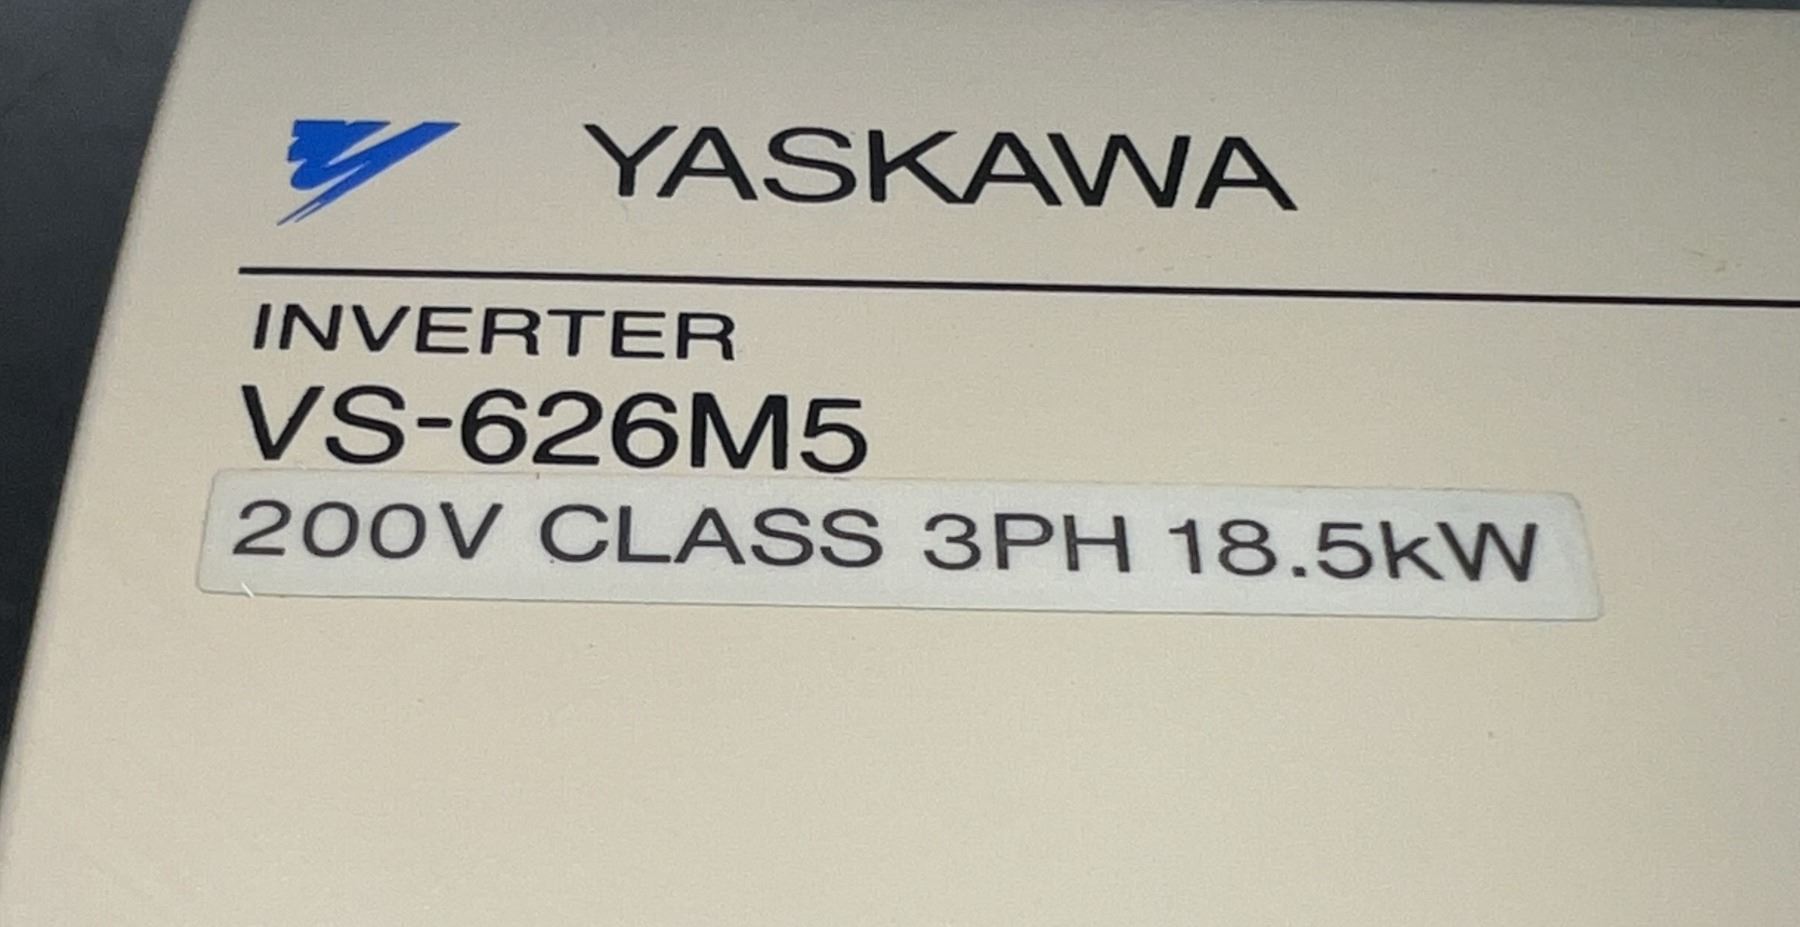 YASKAWA
INVERTER
VS-626M5
200V CLASS 3PH 18.5kW